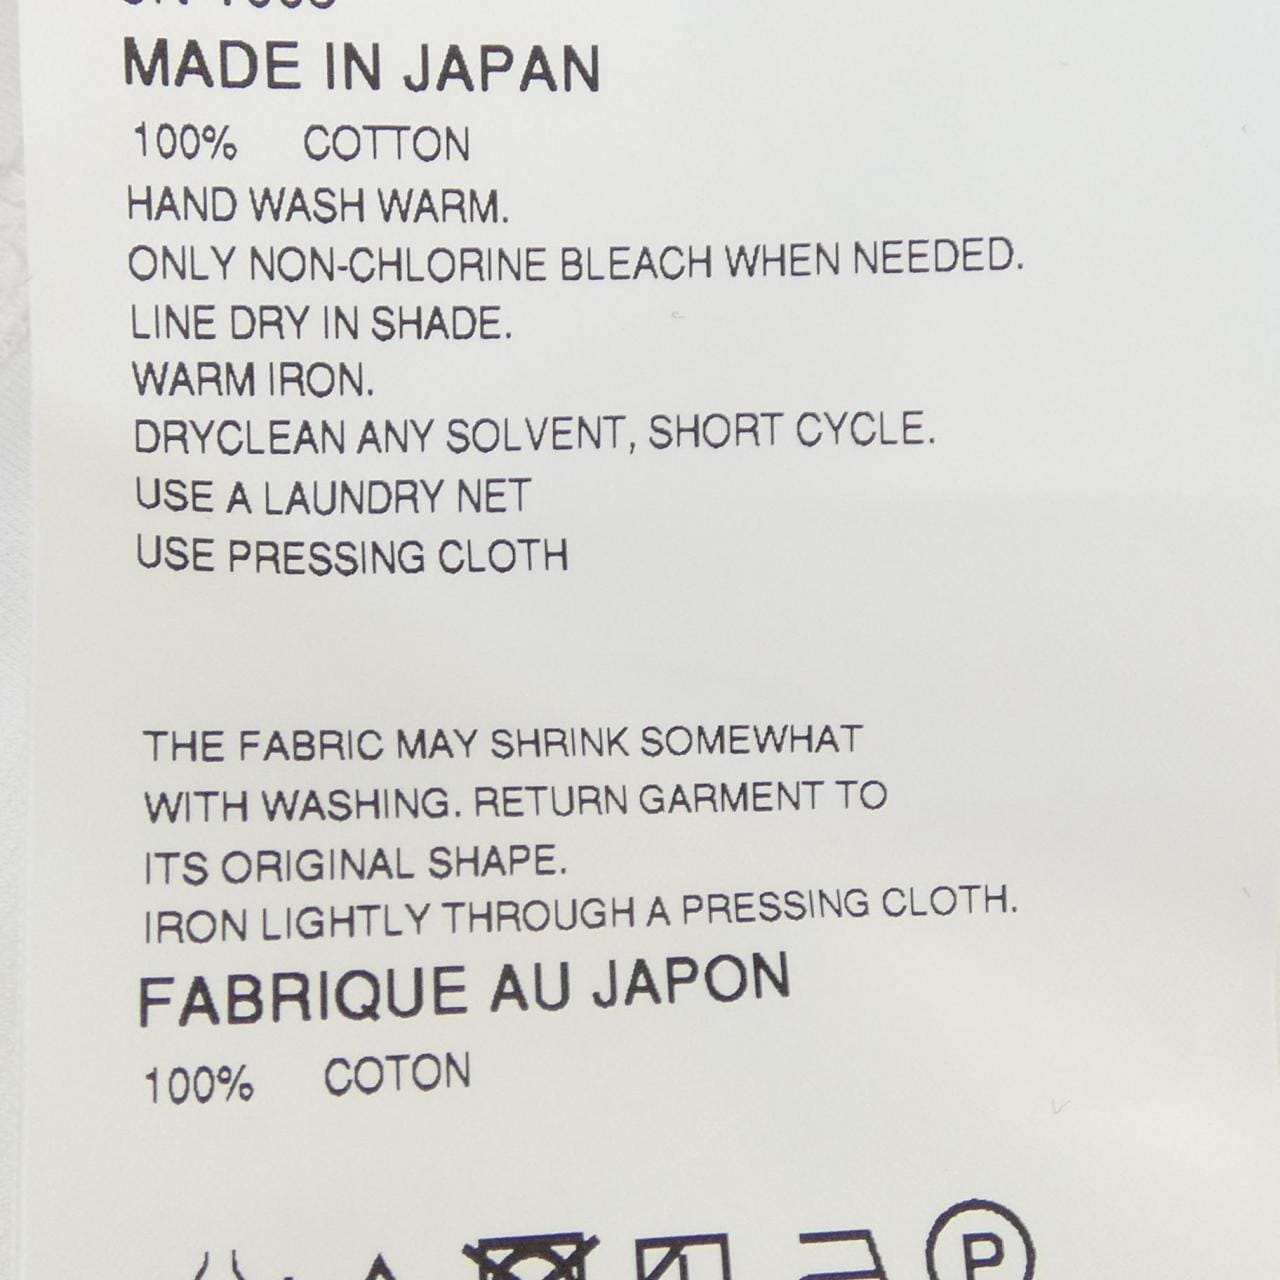 MADE IN JAPAN
100% COTTON
HAND WASH WARM.
ONLY NON-CHLORINE BLEACH WHEN NEEDED.
LINE DRY IN SHADE.
WARM IRON.
DRYCLEAN ANY SOLVENT, SHORT CYCLE.
USE A LAUNDRY NET
USE PRESSING CLOTH
THE FABRIC MAY SHRINK SOMEWHAT
WITH WASHING. RETURN GARMENT TO
ITS ORIGINAL SHAPE.
IRON LIGHTLY THROUGH A PRESSING CLOTH.
FABRIQUE AU JAPON
100% COTON
P